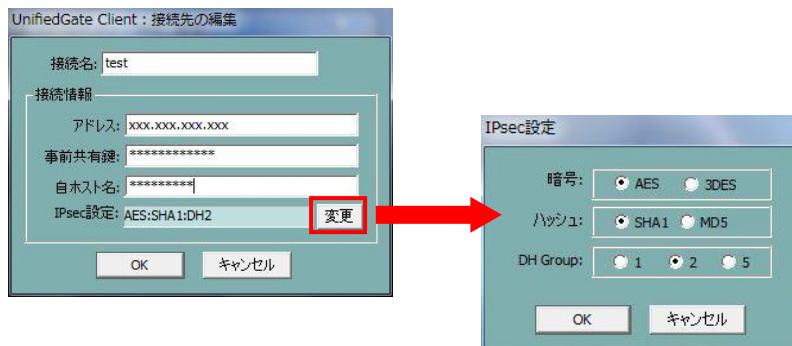 UnifiedGate Client : 接続先の編集
接続名: test
接続情報
アドレス: xxx.xxx.xxx.xxx
事前共有鍵: ************
自ホスト名: *********
IPsec設定: AES:SHA1:DH2 変更
OK キャンセル
IPsec設定
暗号: AES 3DES
ハッシュ: SHA1 MD5
DH Group: 1 2 5
OK キャンセル